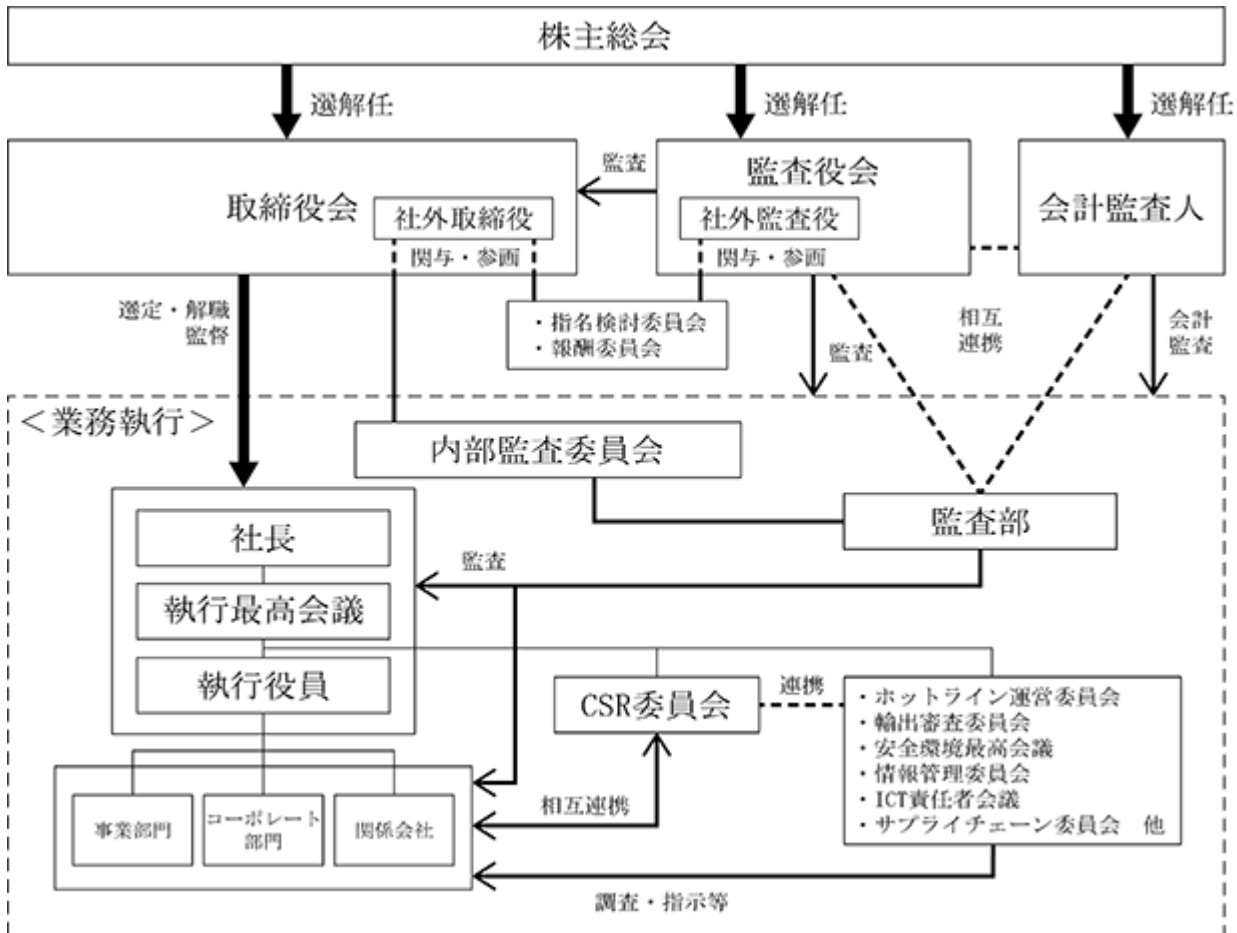 株主総会
選解任
選解任
選解任
取締役会
社外取締役
関与・参画
監査
監査役会
社外監査役
関与・参画
会計監査人
選定・解職
監督
・指名検討委員会
・報酬委員会
監査
相互
連携
会計
監査
＜業務執行＞
内部監査委員会
監査部
社長
執行最高会議
執行役員
監査
CSR委員会
連携
・ホットライン運営委員会
・輸出審査委員会
・安全環境最高会議
・情報管理委員会
・ICT責任者会議
・サプライチェーン委員会　他
事業部門
コーポレート
部門
関係会社
相互連携
調査・指示等